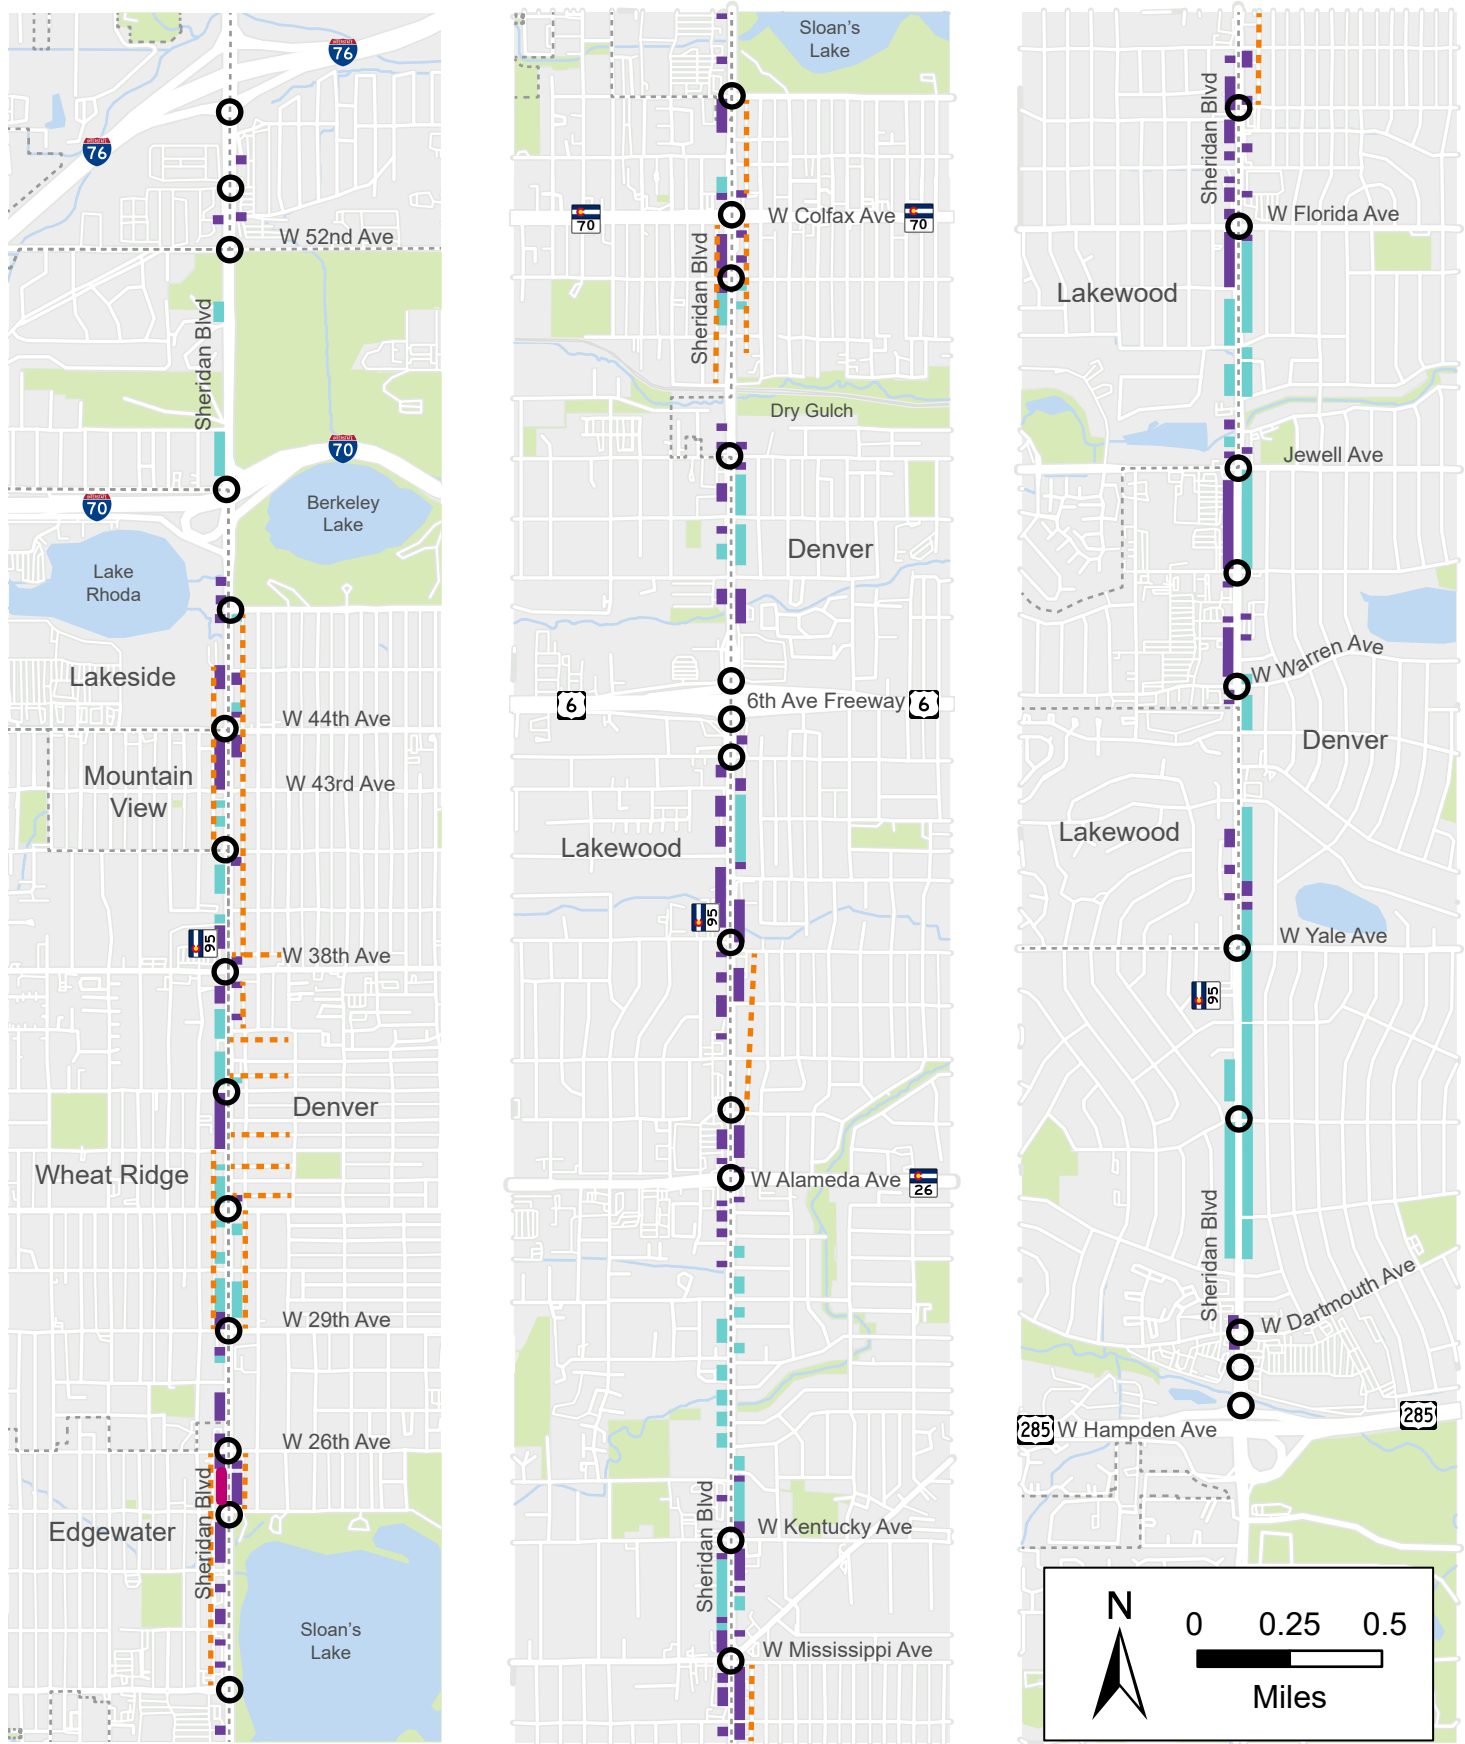 76
76
W 52nd Ave
Sheridan Blvd
70
70
Berkeley
Lake
Lake
Rhoda
Lakeside
W 44th Ave
Mountain
View
W 43rd Ave
95
W 38th Ave
Denver
Wheat Ridge
W 29th Ave
W 26th Ave
Sheridan Blvd
Edgewater
Sloan's
Lake
Sloan's
Lake
70
W Colfax Ave
70
Sheridan Blvd
Dry Gulch
Denver
6
6th Ave Freeway
6
Lakewood
95
W Alameda Ave
26
Sheridan Blvd
W Kentucky Ave
W Mississippi Ave
Sheridan Blvd
W Florida Ave
Lakewood
Jewell Ave
W Warren Ave
Denver
Lakewood
W Yale Ave
95
Sheridan Blvd
W Dartmouth Ave
285
285
W Hampden Ave
N
0 0.25 0.5
Miles